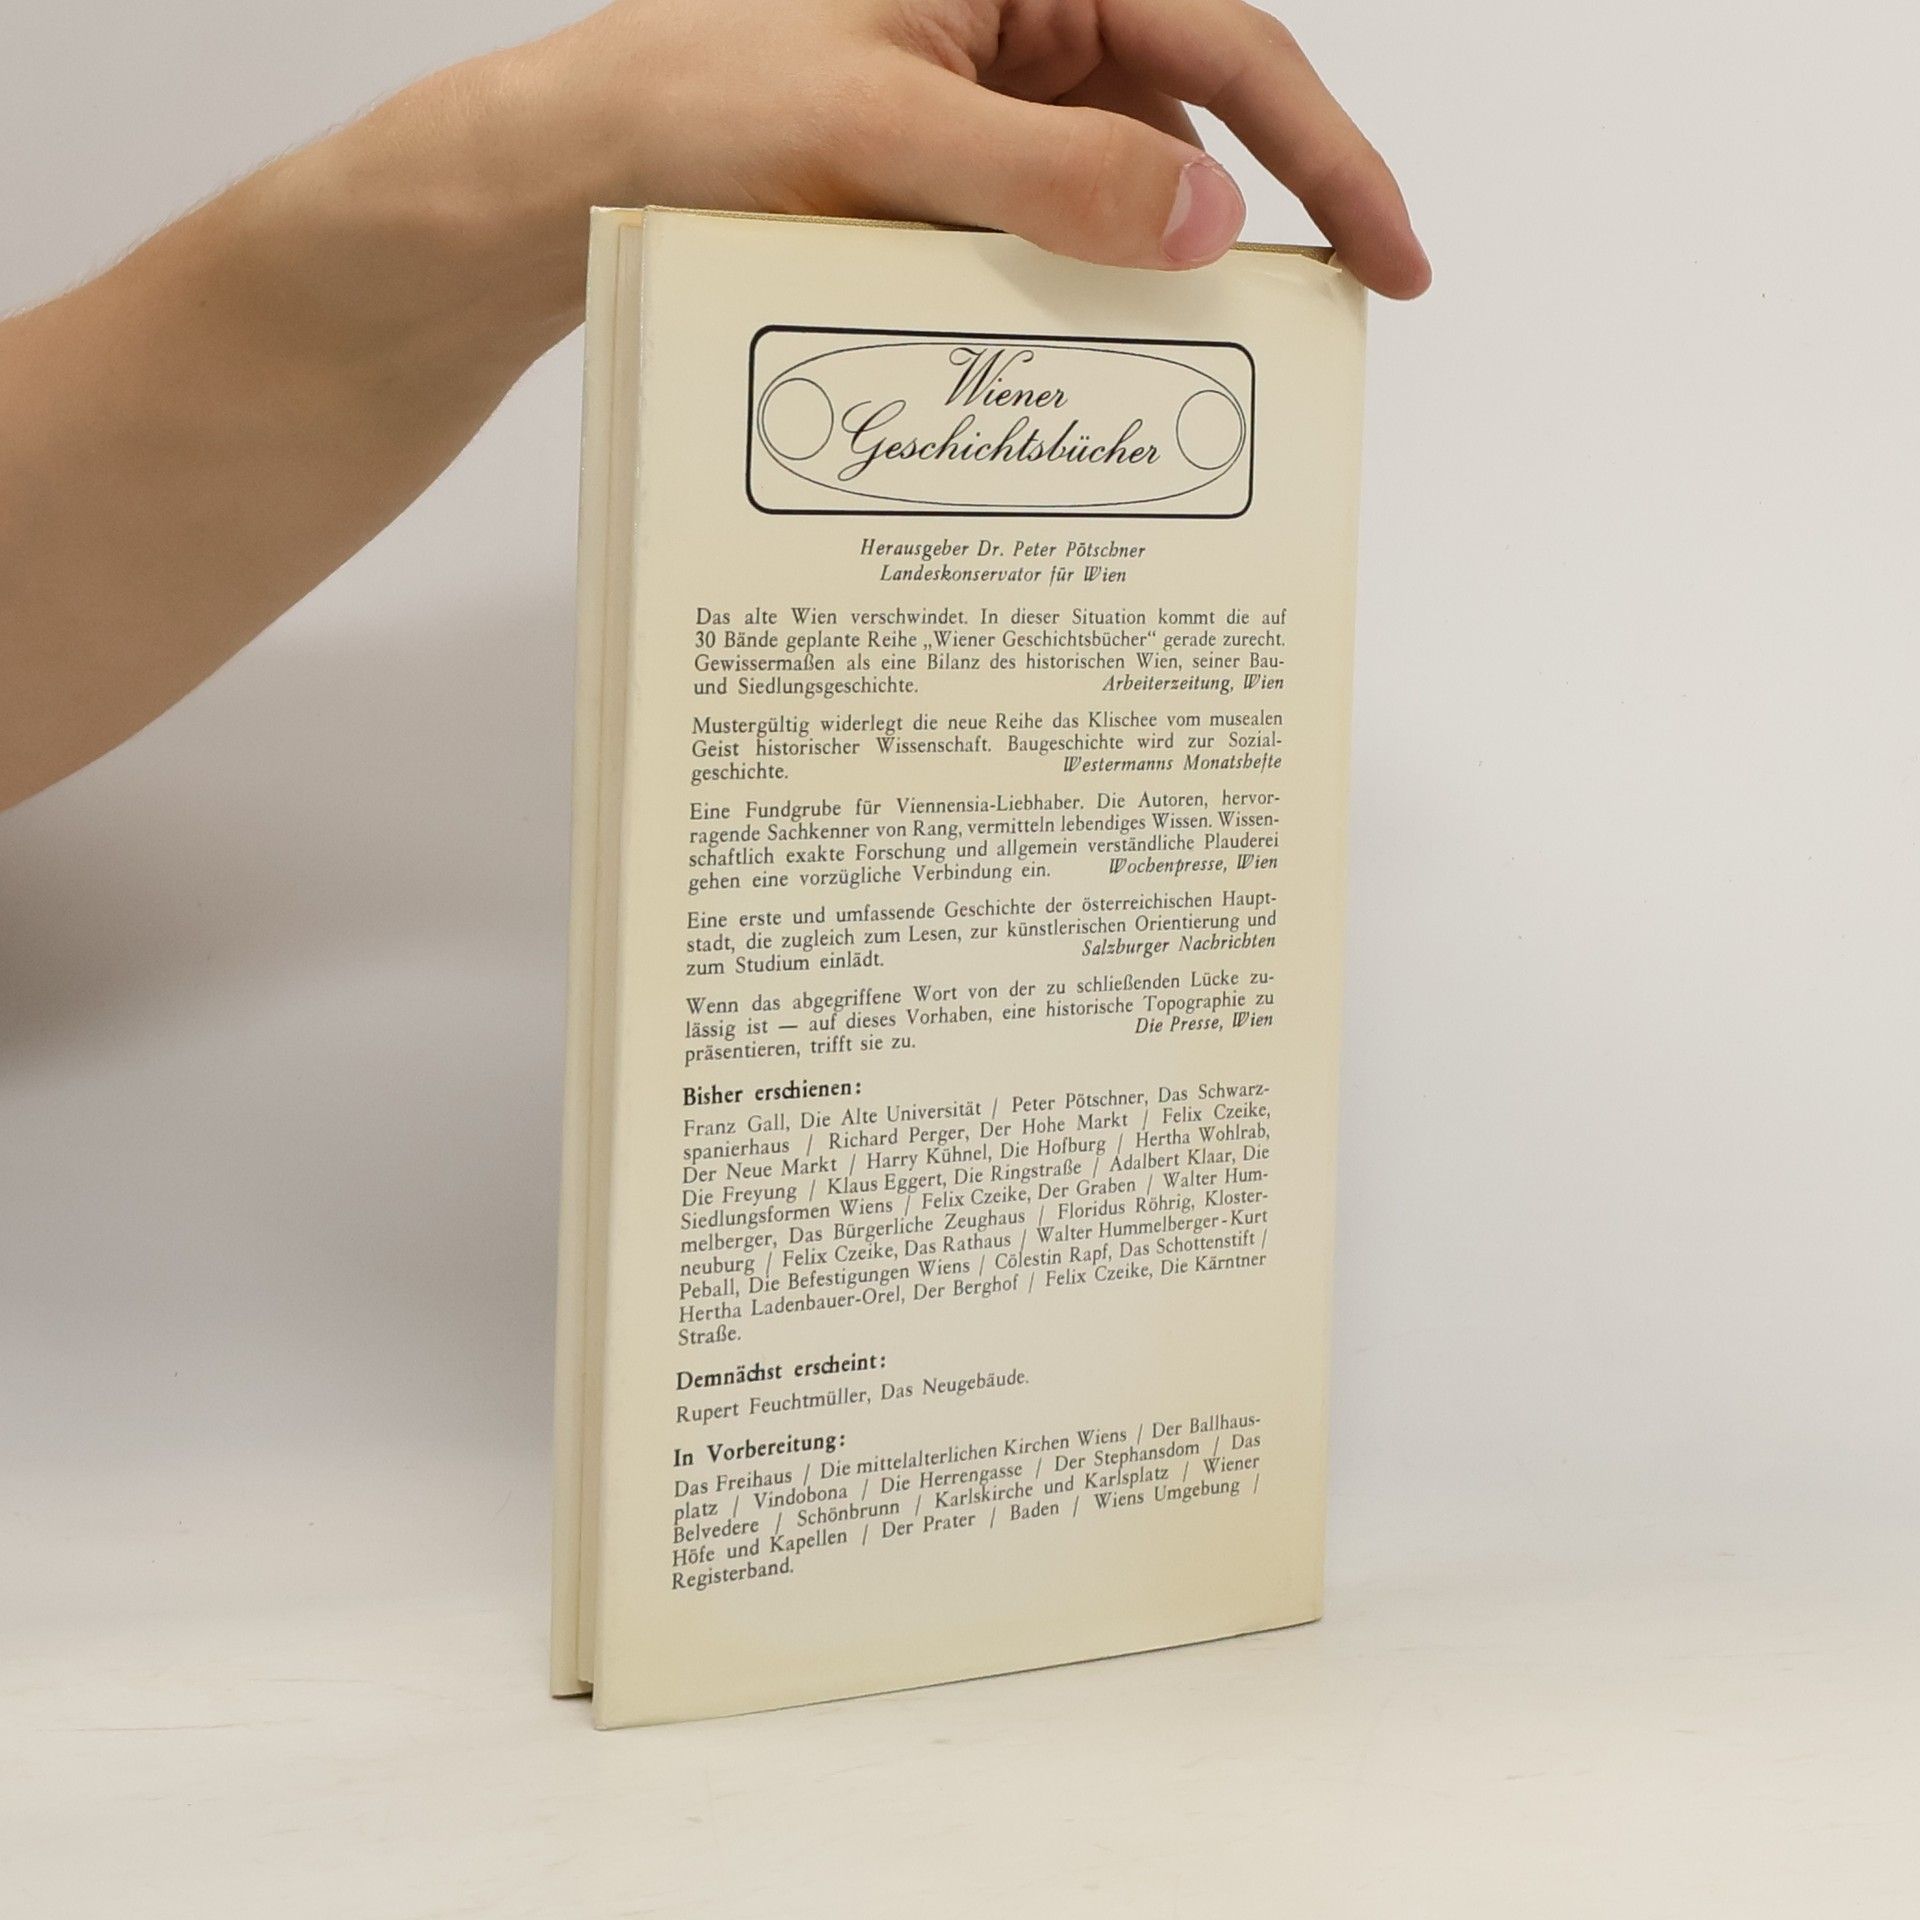 Wiener
Geschichtsbücher
Herausgeber Dr. Peter Pötschner
Landeskonservator für Wien
Das alte Wien verschwindet. In dieser Situation kommt die auf
30 Bände geplante Reihe „Wiener Geschichtsbücher“ gerade zurecht.
Gewissermaßen als eine Bilanz des historischen Wien, seiner Bau-
und Siedlungsgeschichte. Arbeiterzeitung, Wien
Mustergültig widerlegt die neue Reihe das Klischee vom musealen
Geist historischer Wissenschaft. Baugeschichte wird zur Sozial-
geschichte. Westermanns Monatshefte
Eine Fundgrube für Viennensia-Liebhaber. Die Autoren, hervor-
ragende Sachkenner von Rang, vermitteln lebendiges Wissen. Wissen-
schaftlich exakte Forschung und allgemein verständliche Plauderei
gehen eine vorzügliche Verbindung ein. Wochenpresse, Wien
Eine erste und umfassende Geschichte der österreichischen Haupt-
stadt, die zugleich zum Lesen, zur künstlerischen Orientierung und
zum Studium einlädt. Salzburger Nachrichten
Wenn das abgegriffene Wort von der zu schließenden Lücke zu-
lässig ist — auf dieses Vorhaben, eine historische Topographie zu
präsentieren, trifft sie zu. Die Presse, Wien
Bisher erschienen:
Franz Gall, Die Alte Universität / Peter Pötschner, Das Schwarz-
spanierhaus / Richard Perger, Der Hohe Markt / Felix Czeike,
Der Neue Markt / Harry Kühnel, Die Hofburg / Hertha Wohlrab,
Die Freyung / Klaus Eggert, Die Ringstraße / Adalbert Klaar, Die
Siedlungsformen Wiens / Felix Czeike, Der Graben / Walter Hum-
melberger, Das Bürgerliche Zeughaus / Floridus Röhrig, Kloster-
neuburg / Felix Czeike, Das Rathaus / Walter Hummelberger-Kurt
Peball, Die Befestigungen Wiens / Cölestin Rapf, Das Schottenstift /
Hertha Ladenbauer-Orel, Der Berghof / Felix Czeike, Die Kärntner
Straße.
Demnächst erscheint:
Rupert Feuchtmüller, Das Neugebäude.
In Vorbereitung:
Das Freihaus / Die mittelalterlichen Kirchen Wiens / Der Ballhaus-
platz / Vindobona / Die Herrengasse / Der Stephansdom / Das
Belvedere / Schönbrunn / Karlskirche und Karlsplatz / Wiener
Höfe und Kapellen / Der Prater / Baden / Wiens Umgebung /
Registerband.